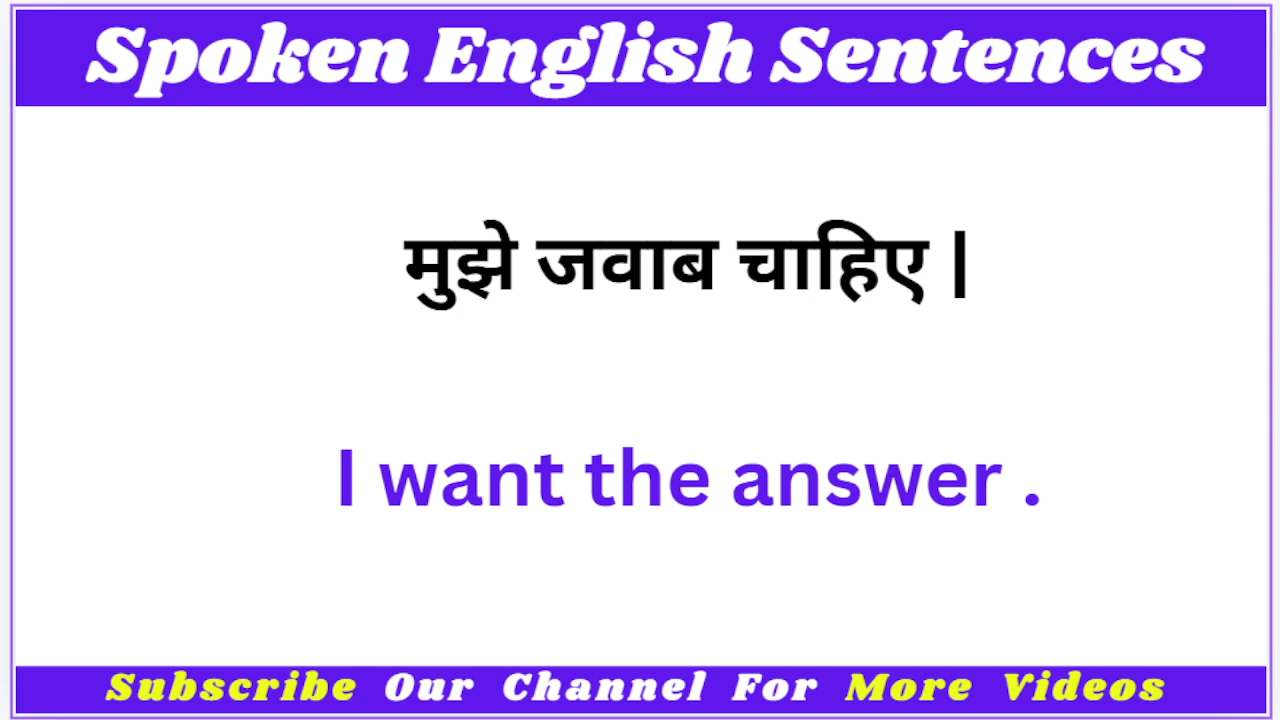 Spoken English Sentences
मुझे जवाब चाहिए |
I want the answer .
Subscribe Our Channel For More Videos